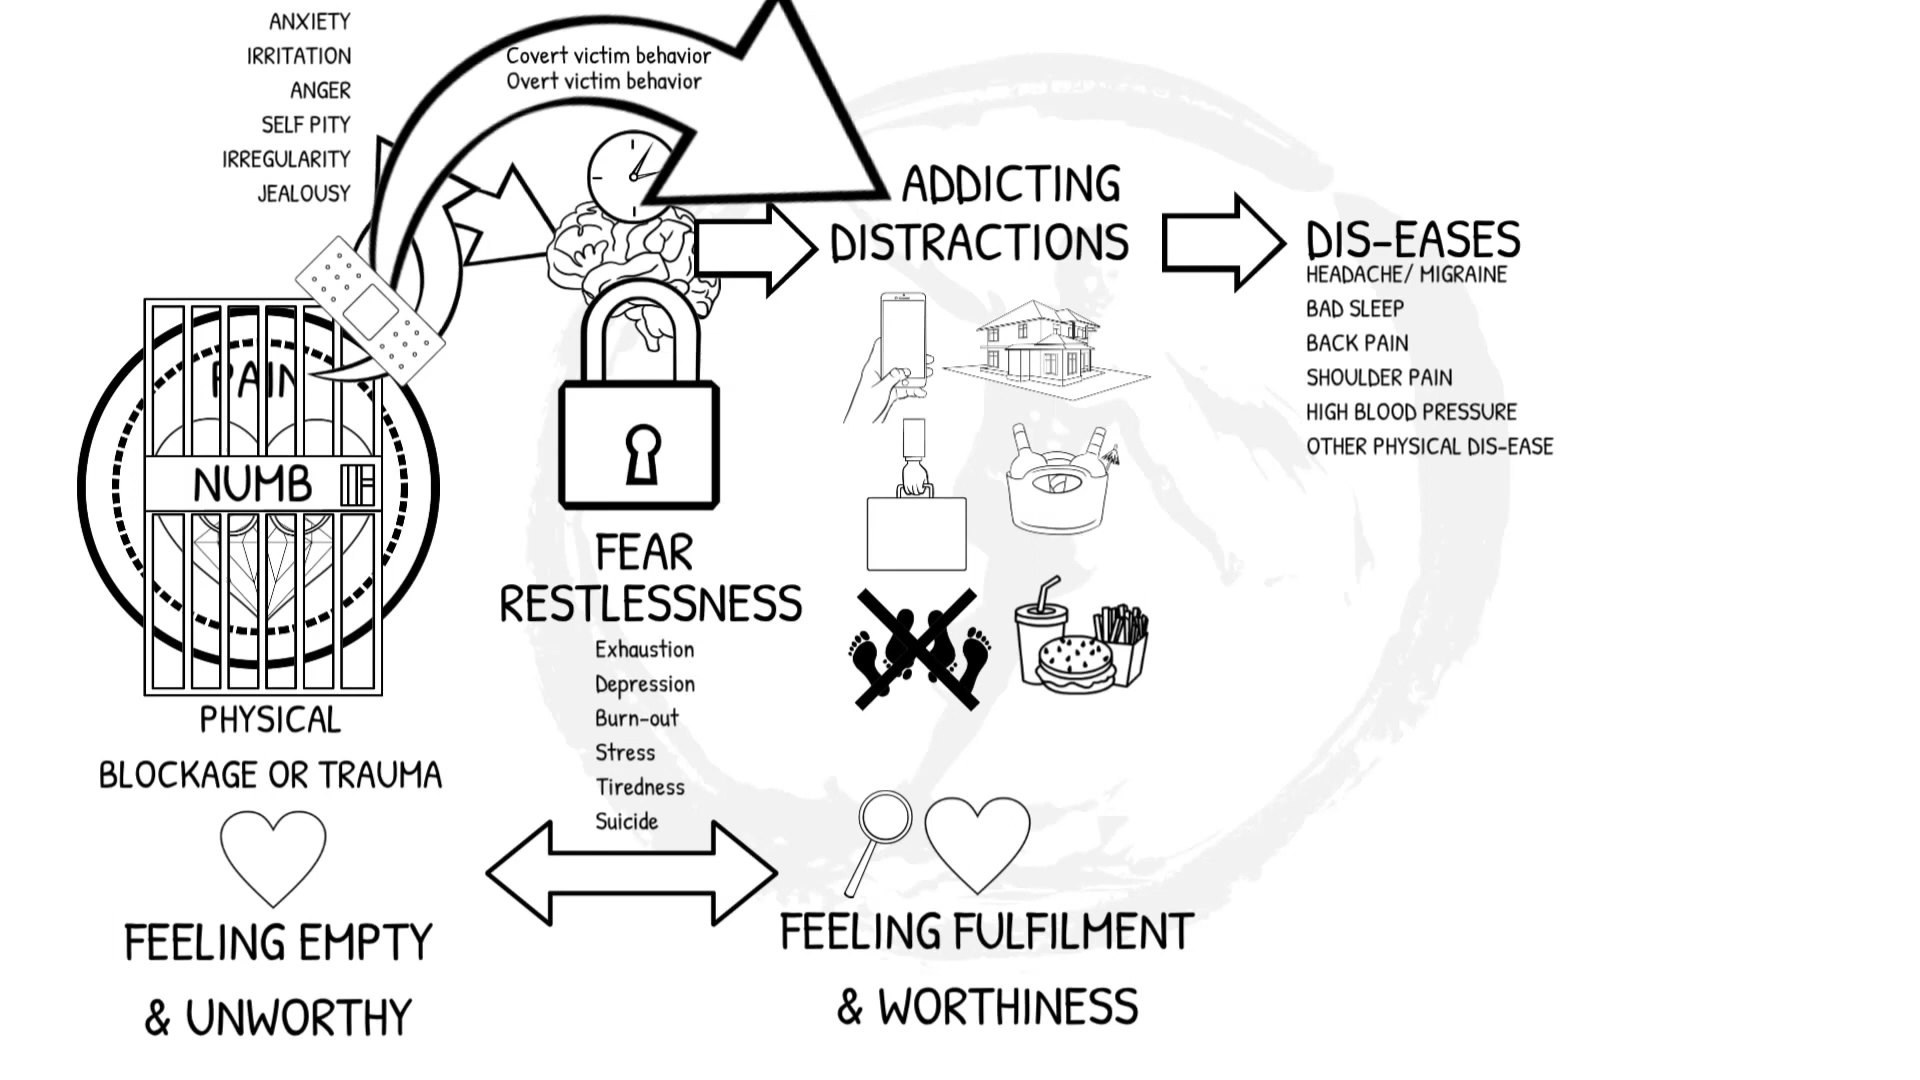 ANXIETY
IRRITATION
ANGER
SELF PITY
IRREGULARITY
JEALOUSY
Covert victim behavior
Overt victim behavior
PAIN
NUMB
PHYSICAL
BLOCKAGE OR TRAUMA
FEELING EMPTY
& UNWORTHY
FEAR
RESTLESSNESS
Exhaustion
Depression
Burn-out
Stress
Tiredness
Suicide
ADDICTING
DISTRACTIONS
FEELING FULFILMENT
& WORTHINESS
DIS-EASES
HEADACHE/ MIGRAINE
BAD SLEEP
BACK PAIN
SHOULDER PAIN
HIGH BLOOD PRESSURE
OTHER PHYSICAL DIS-EASE